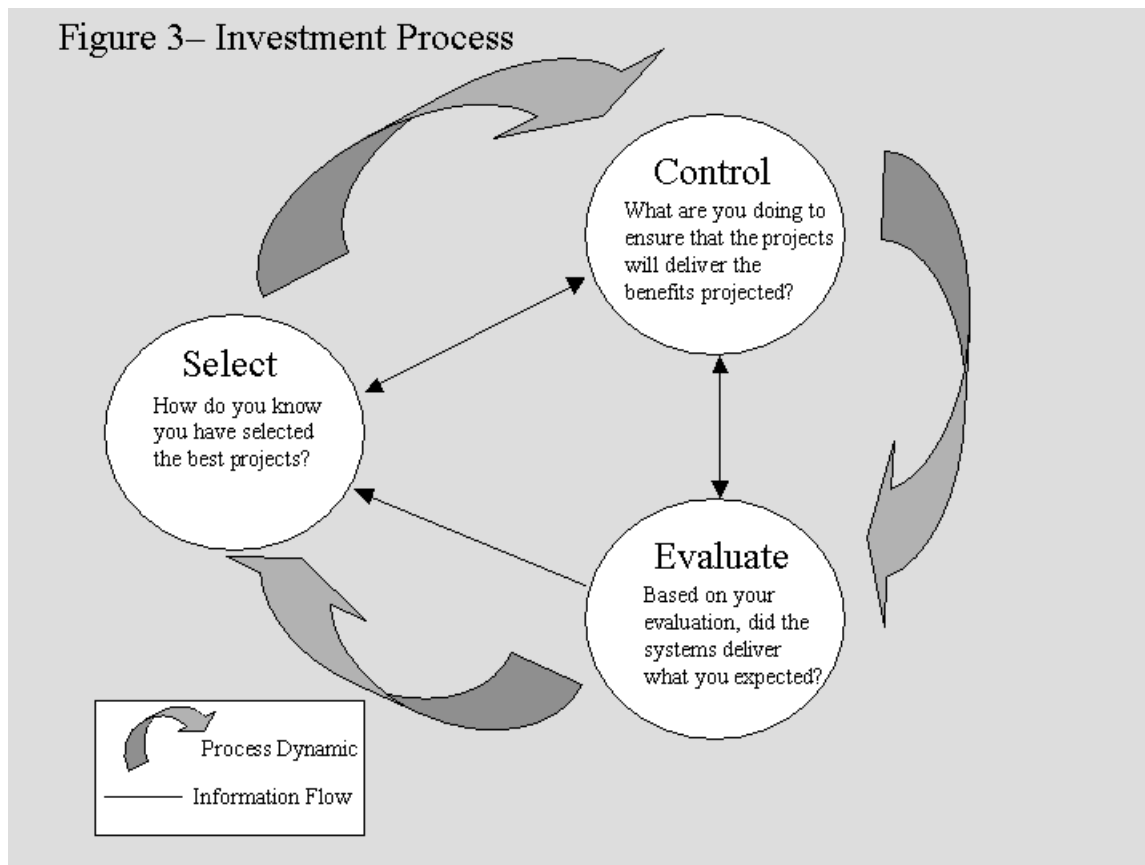 Figure 3– Investment Process
Control
What are you doing to
ensure that the projects
will deliver the
benefits projected?
Select
How do you know
you have selected
the best projects?
Evaluate
Based on your
evaluation, did the
systems deliver
what you expected?
Process Dynamic
Information Flow